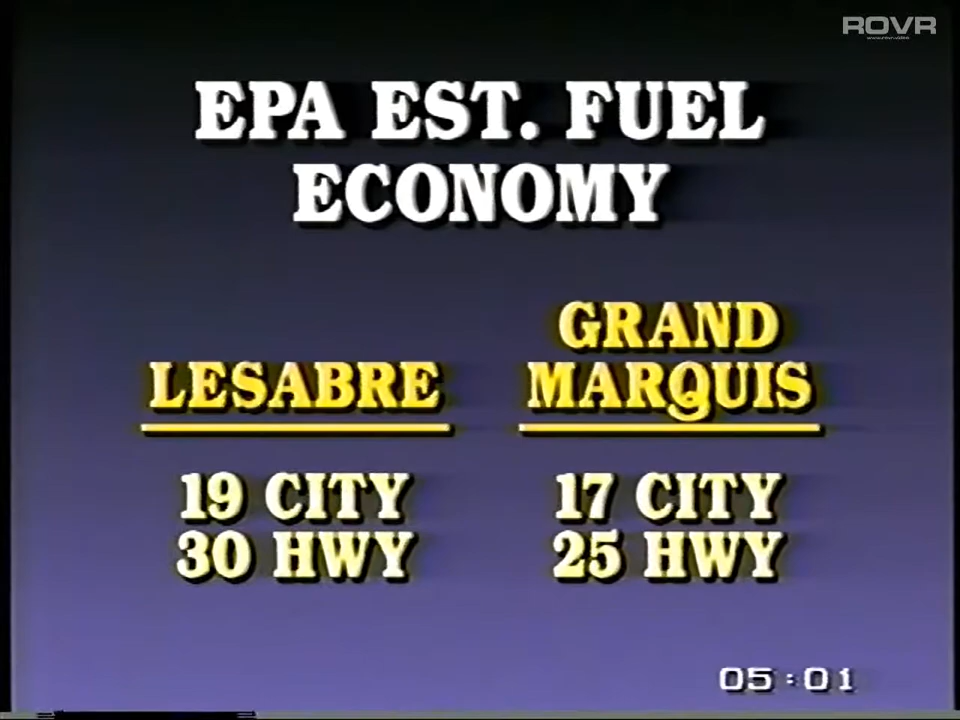 ROVR
EPA EST. FUEL
ECONOMY
LESABRE
19 CITY
30 HWY
GRAND
MARQUIS
17 CITY
25 HWY
05:01